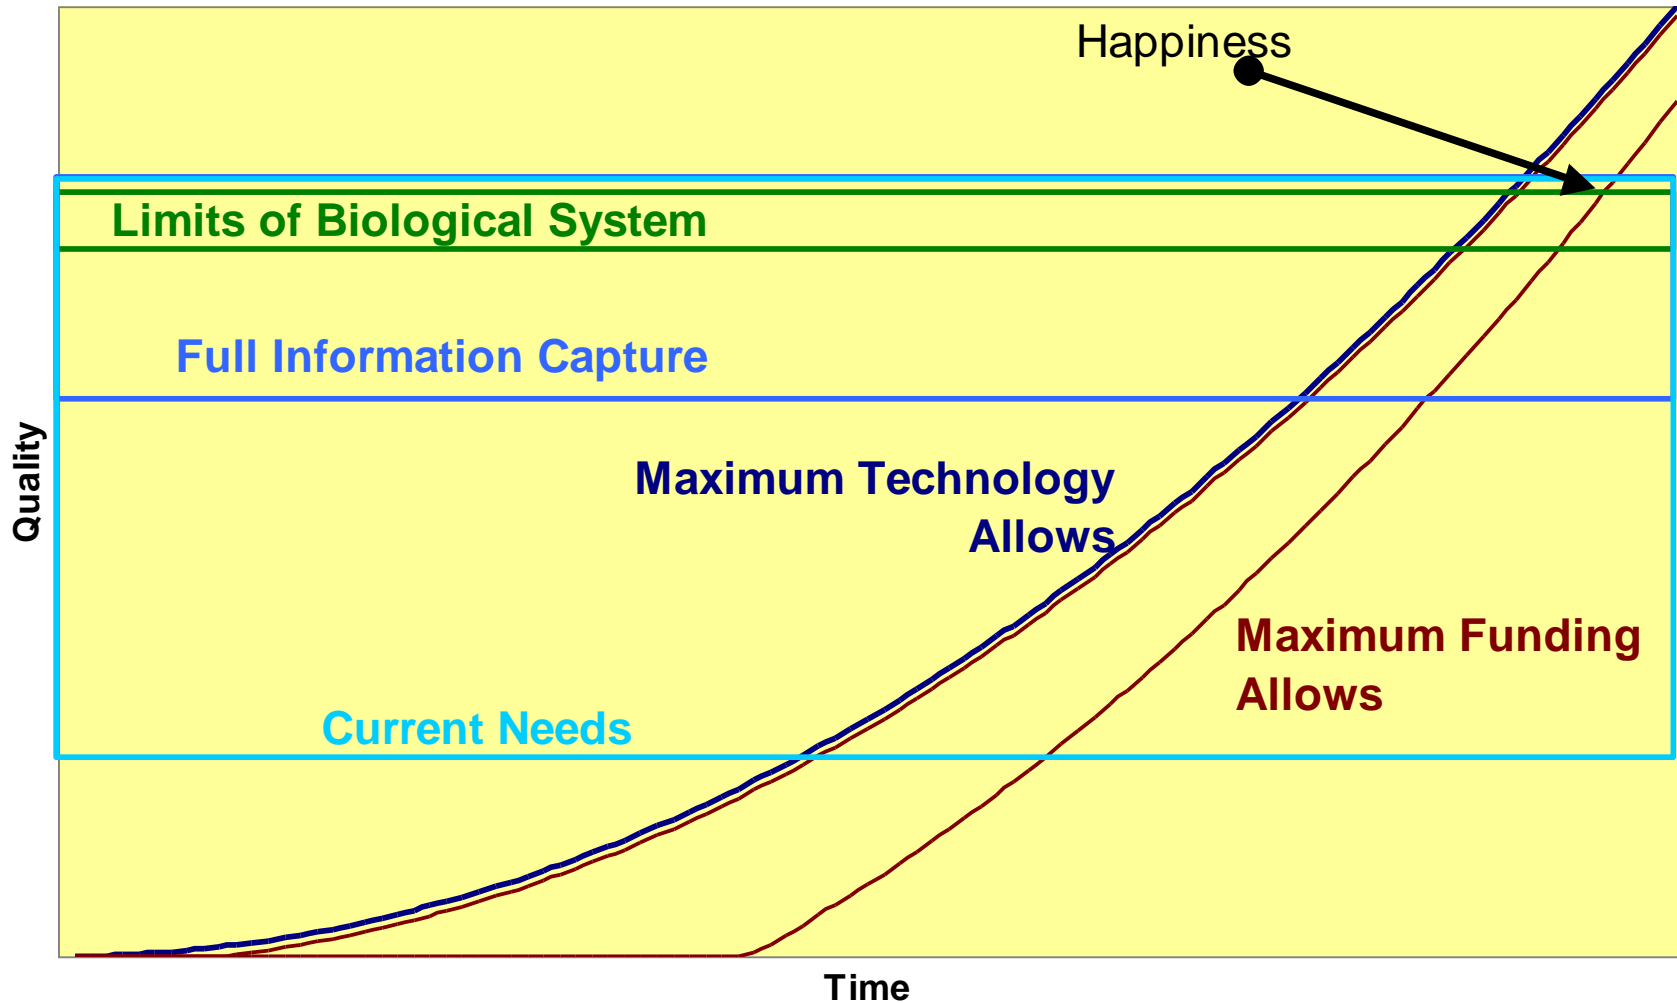 Happiness
Limits of Biological System
Full Information Capture
Quality
Maximum Technology
Allows
Maximum Funding
Allows
Current Needs
Time